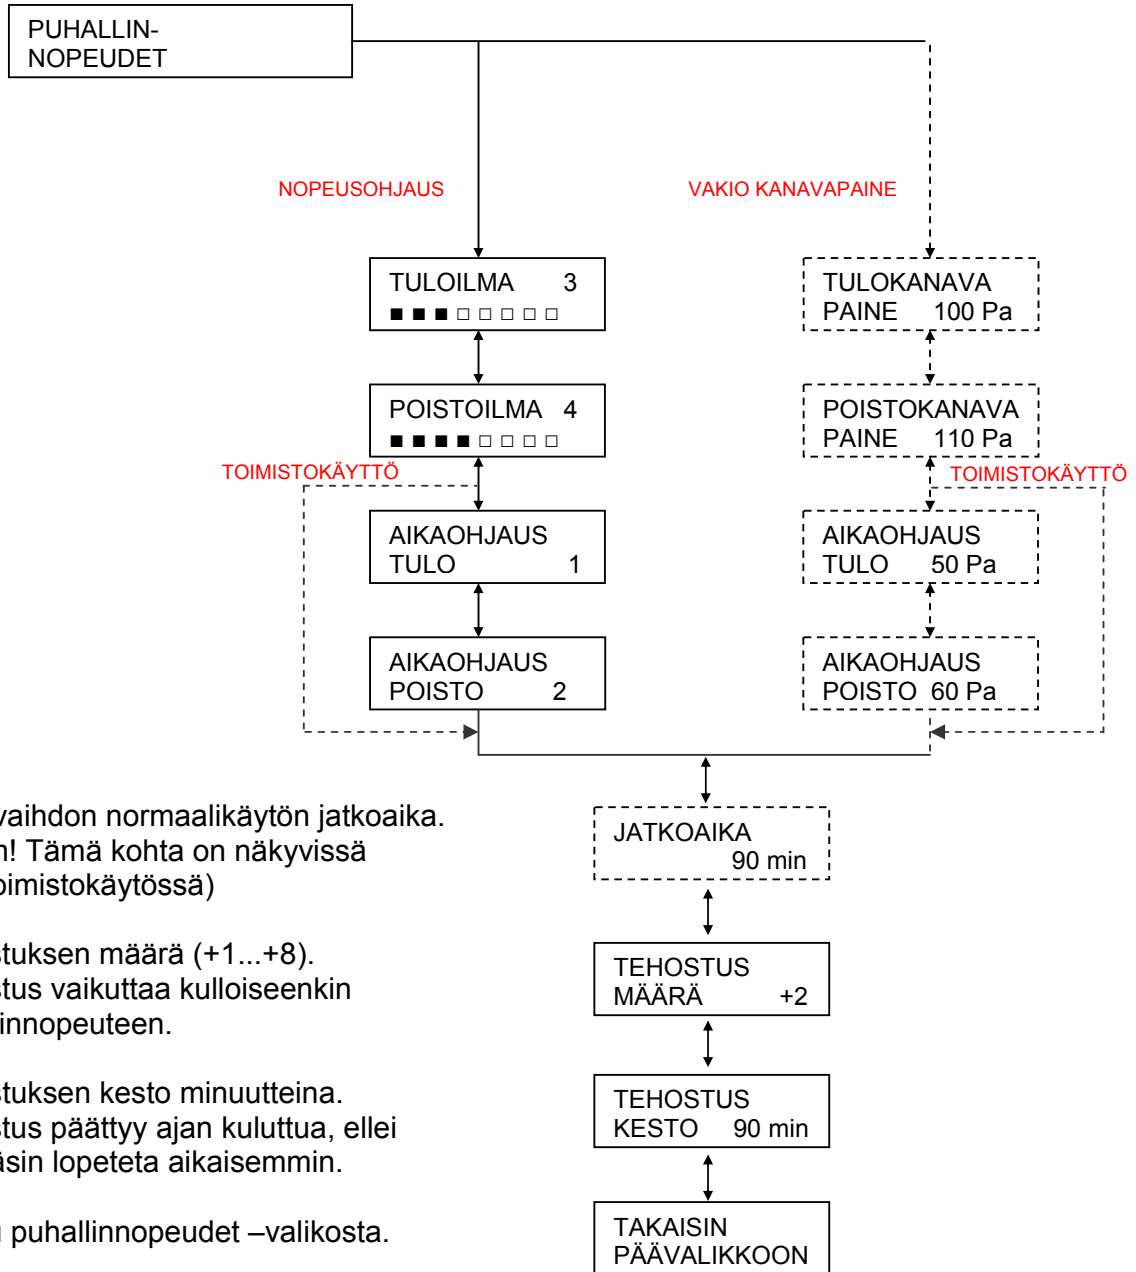 PUHALLIN-
NOPEUDET
NOPEUSOHJAUS
VAKIO KANAVAPAINE
TULOILMA 3
■ ■ ■ □ □ □ □ □
TULOKANAVA
PAINE 100 Pa
POISTOILMA 4
■ ■ ■ ■ □ □ □ □
POISTOKANAVA
PAINE 110 Pa
TOIMISTOKÄYTTÖ
TOIMISTOKÄYTTÖ
AIKAOHJAUS
TULO 1
AIKAOHJAUS
TULO 50 Pa
AIKAOHJAUS
POISTO 2
AIKAOHJAUS
POISTO 60 Pa
vaihdon normaalikäytön jatkoaika.
Tämä kohta on näkyvissä
oimistokäytössä)
JATKOAIKA
90 min
stuksen määrä (+1...+8).
stus vaikuttaa kulloiseenkin
innopeuteen.
TEHOSTUS
MÄÄRÄ +2
stuksen kesto minuutteina.
stus päättyy ajan kuluttua, ellei
äsin lopeteta aikaisemmin.
TEHOSTUS
KESTO 90 min
puhallinnopeudet –valikosta.
TAKAISIN
PÄÄVALIKKOON